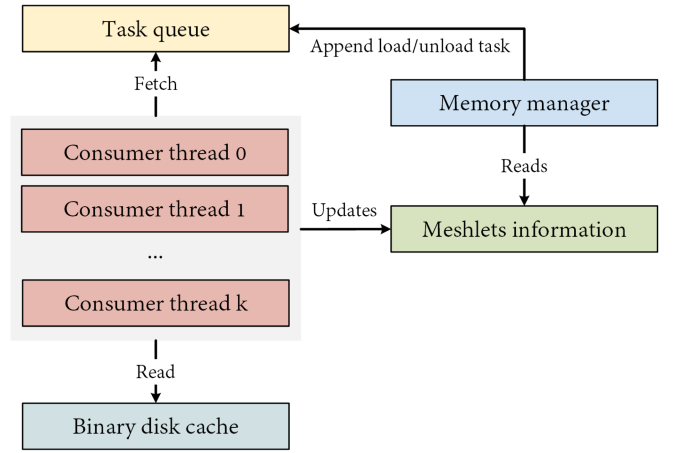 Task queue
Append load/unload task
Fetch
Memory manager
Consumer thread 0
Reads
Consumer thread 1
Updates
Meshlets information
...
Consumer thread k
Read
Binary disk cache